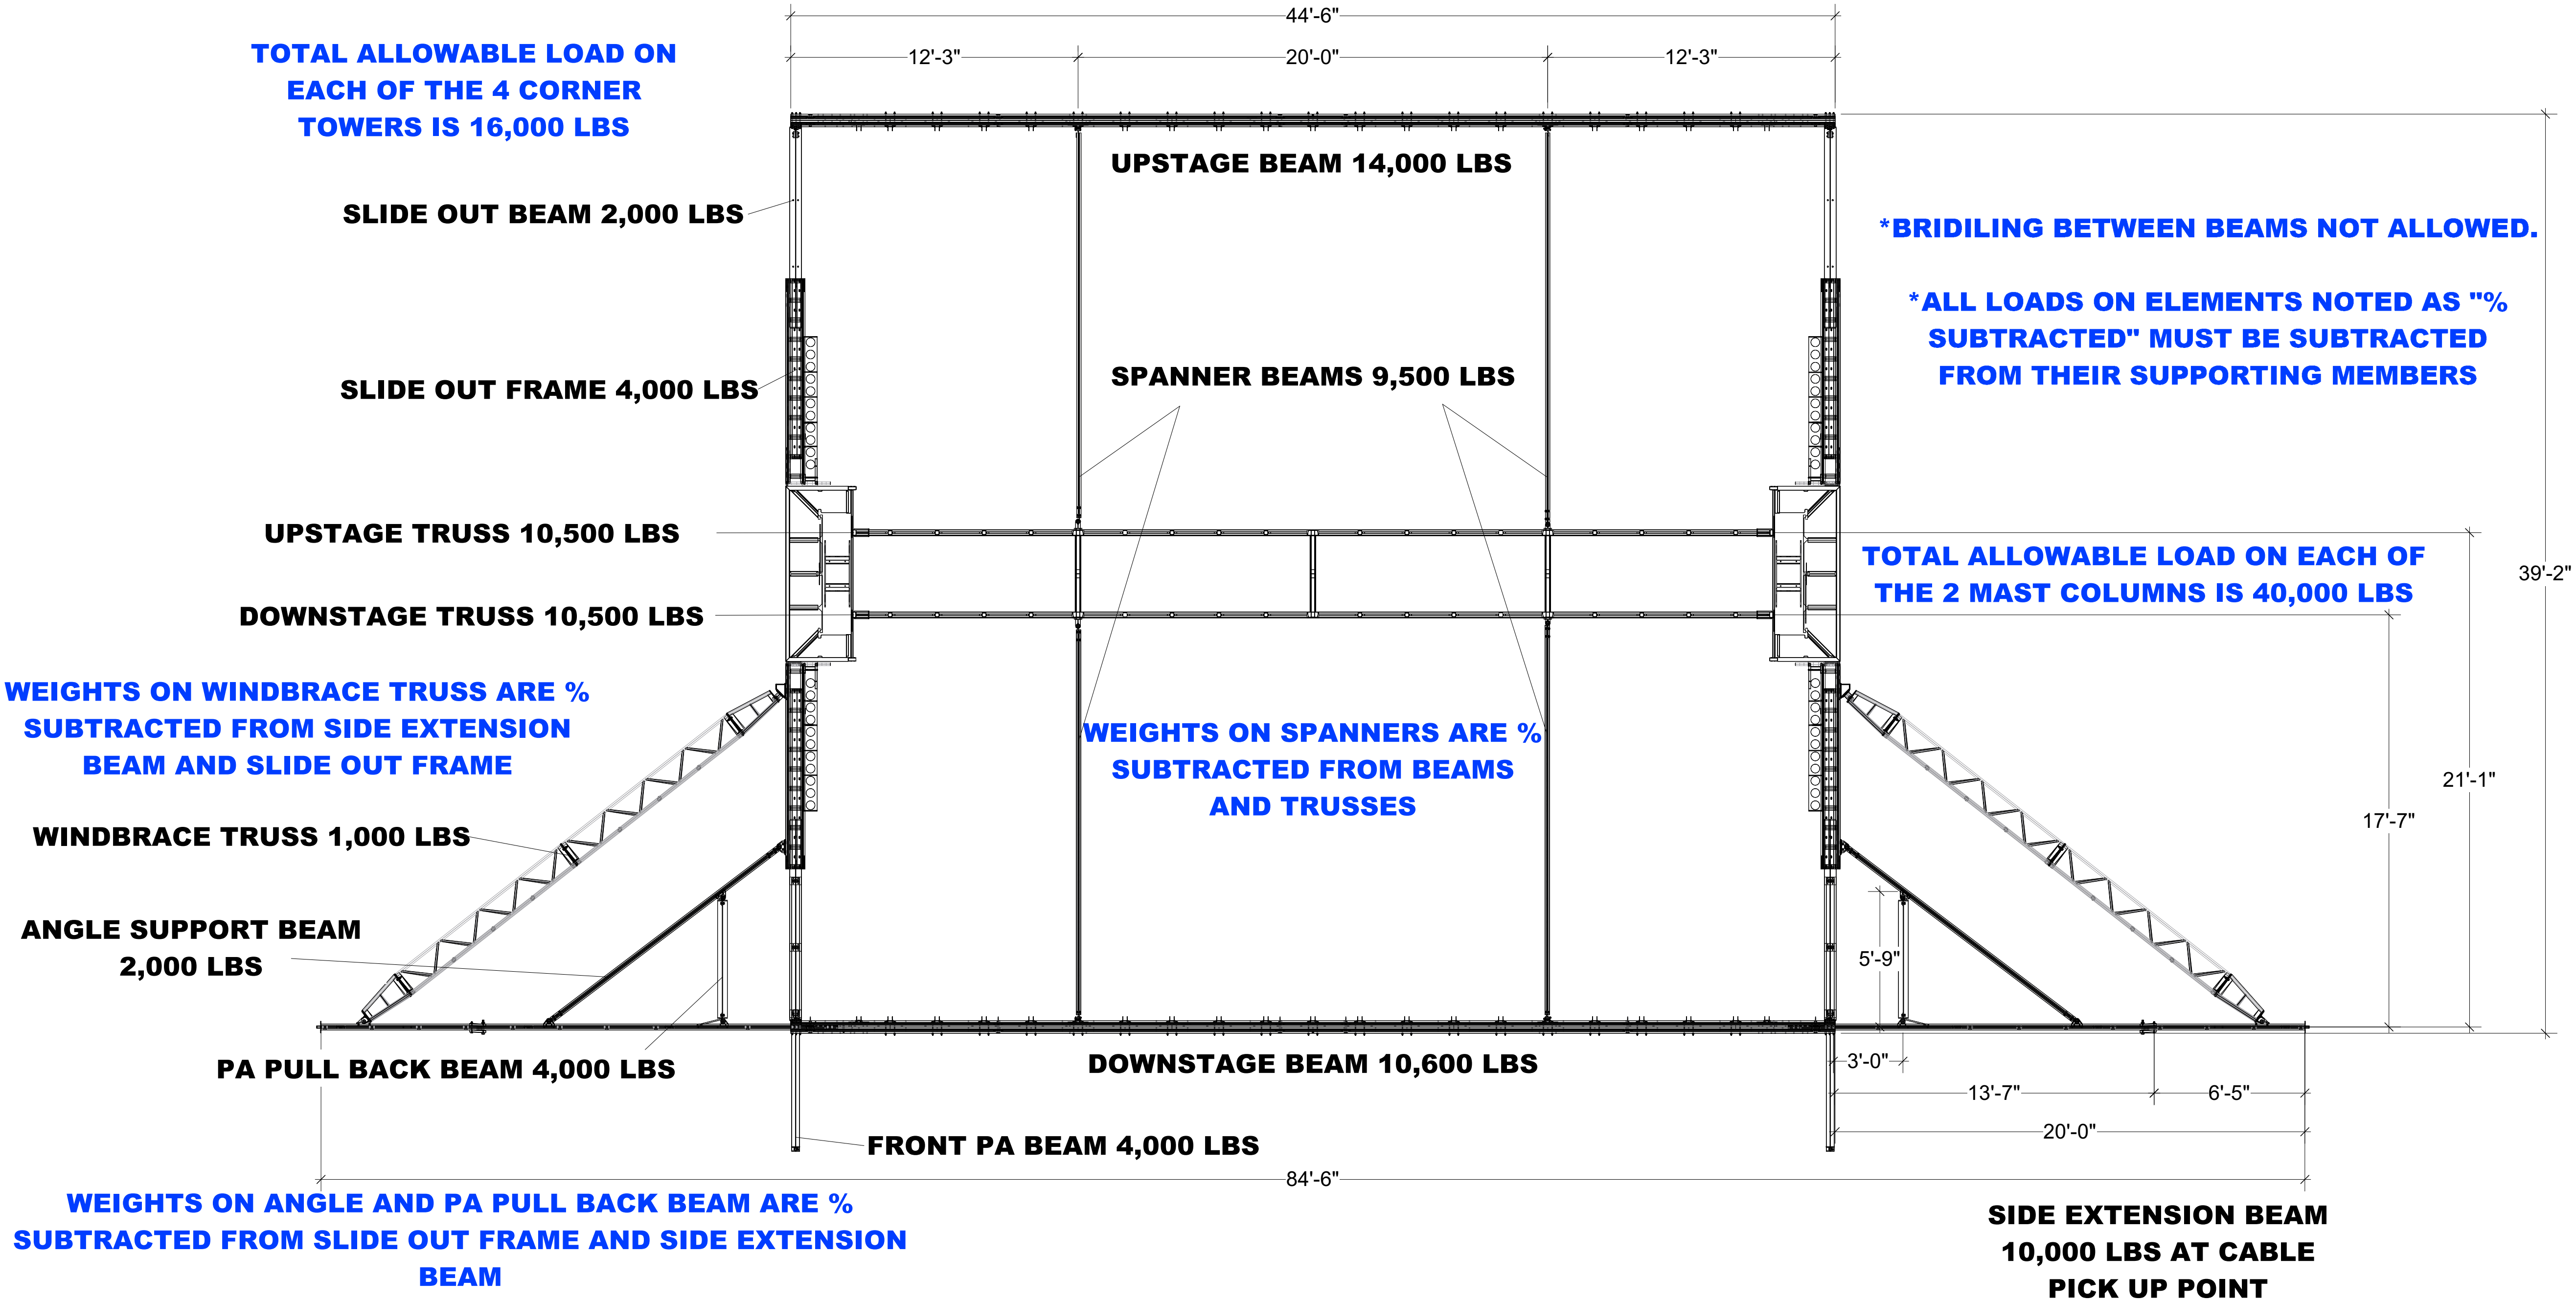 44'-6"
12'-3"
20'-0"
12'-3"
TOTAL ALLOWABLE LOAD ON
EACH OF THE 4 CORNER
TOWERS IS 16,000 LBS
UPSTAGE BEAM 14,000 LBS
SLIDE OUT BEAM 2,000 LBS
*BRIDILING BETWEEN BEAMS NOT ALLOWED.
*ALL LOADS ON ELEMENTS NOTED AS "%
SUBTRACTED" MUST BE SUBTRACTED
FROM THEIR SUPPORTING MEMBERS
SLIDE OUT FRAME 4,000 LBS
SPANNER BEAMS 9,500 LBS
UPSTAGE TRUSS 10,500 LBS
DOWNSTAGE TRUSS 10,500 LBS
TOTAL ALLOWABLE LOAD ON EACH OF
THE 2 MAST COLUMNS IS 40,000 LBS
39'-2"
WEIGHTS ON WINDBRACE TRUSS ARE %
SUBTRACTED FROM SIDE EXTENSION
BEAM AND SLIDE OUT FRAME
WEIGHTS ON SPANNERS ARE %
SUBTRACTED FROM BEAMS
AND TRUSSES
21'-1"
17'-7"
WINDBRACE TRUSS 1,000 LBS
ANGLE SUPPORT BEAM
2,000 LBS
5'-9"
PA PULL BACK BEAM 4,000 LBS
DOWNSTAGE BEAM 10,600 LBS
3'-0"
13'-7"
6'-5"
20'-0"
FRONT PA BEAM 4,000 LBS
84'-6"
WEIGHTS ON ANGLE AND PA PULL BACK BEAM ARE %
SUBTRACTED FROM SLIDE OUT FRAME AND SIDE EXTENSION
BEAM
SIDE EXTENSION BEAM
10,000 LBS AT CABLE
PICK UP POINT